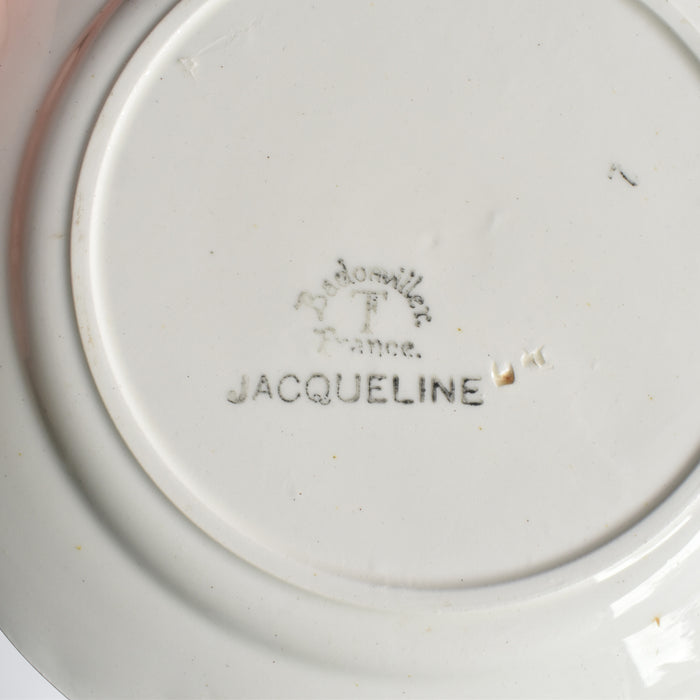 Badonviller.
T
France.
JACQUELINE